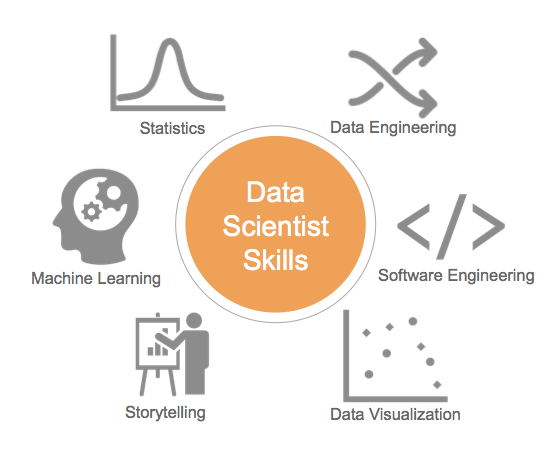 Statistics
Data Engineering
Data
Scientist
Skills
Machine Learning
Software Engineering
Storytelling
Data Visualization